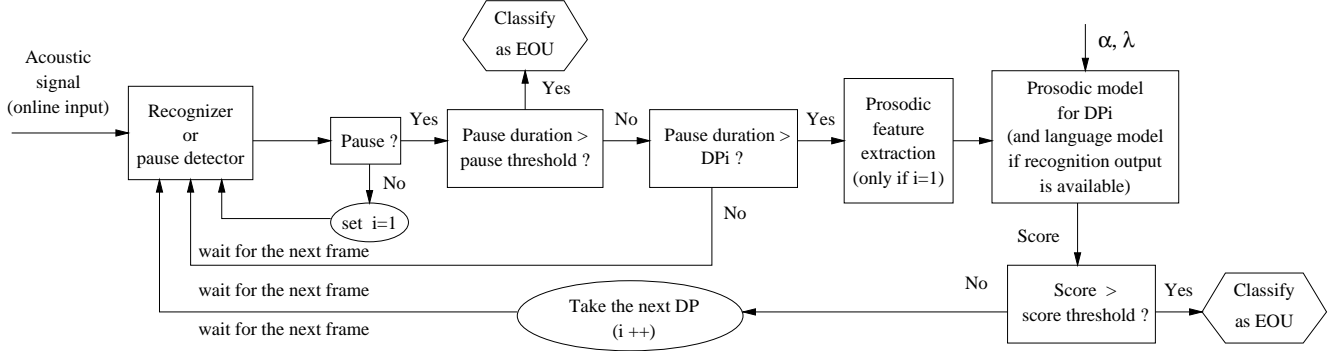 Classify
as EOU
α, λ
Acoustic
signal
(online input)
Recognizer
or
pause detector
Pause ?
Yes
No
set i=1
Pause duration >
pause threshold ?
Yes
No
Pause duration >
DPi ?
Yes
No
Prosodic
feature
extraction
(only if i=1)
Prosodic model
for DPi
(and language model
if recognition output
is available)
Score
wait for the next frame
wait for the next frame
wait for the next frame
Take the next DP
(i ++)
No
Score >
score threshold ?
Yes
Classify
as EOU